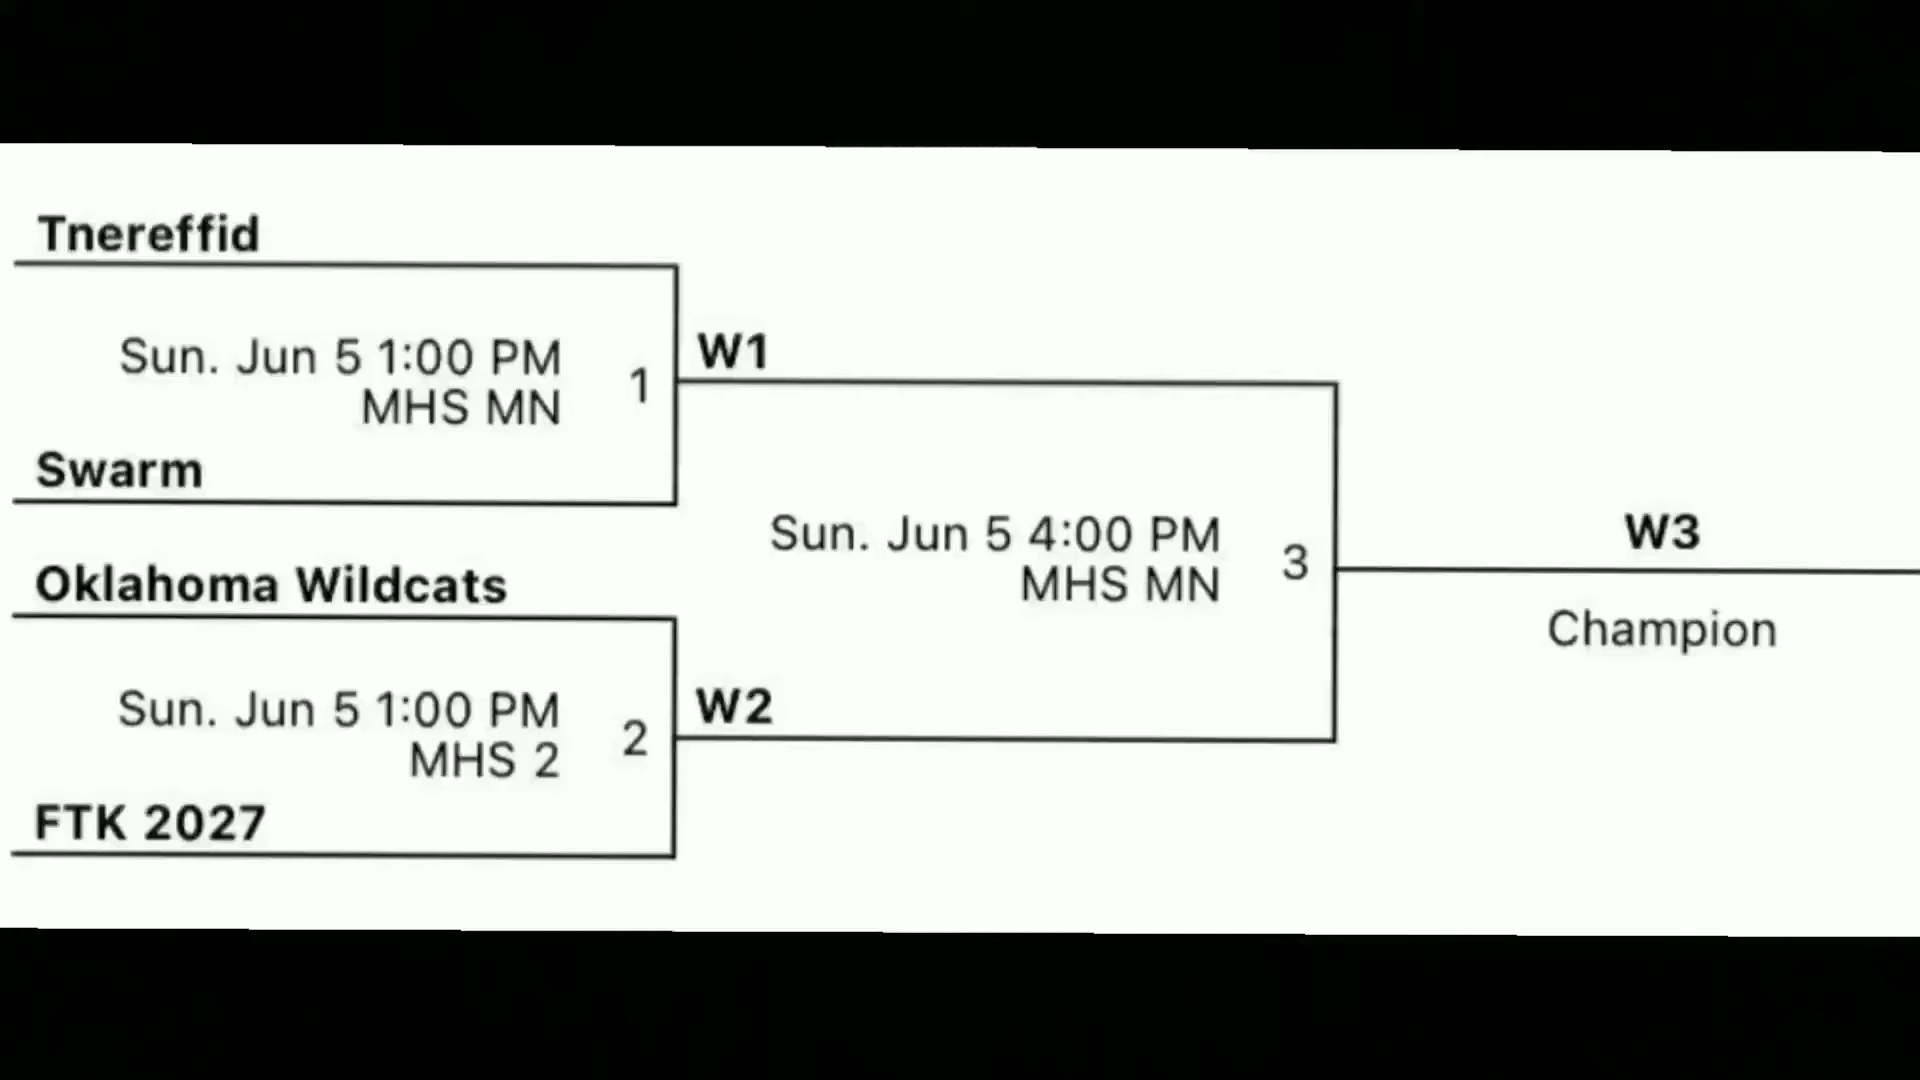 Tnereffid
Sun. Jun 5 1:00 PM
MHS MN
1
Swarm
W1
Oklahoma Wildcats
Sun. Jun 5 1:00 PM
MHS 2
2
FTK 2027
W2
Sun. Jun 5 4:00 PM
MHS MN
3
W3
Champion